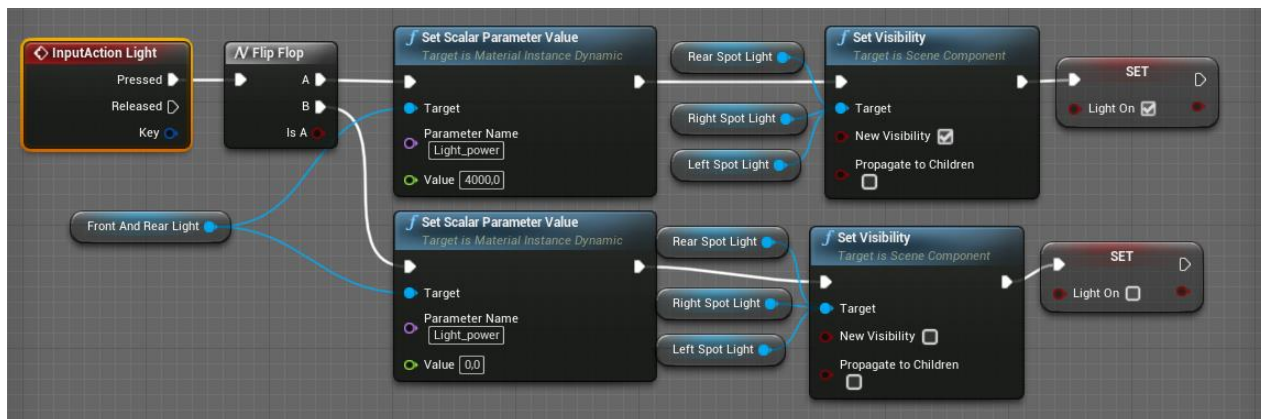 InputAction Light
Pressed
Released
Key
Flip Flop
A
B
Is A
Front And Rear Light
Set Scalar Parameter Value
Target is Material Instance Dynamic
Target
Parameter Name
Light_power
Value 4000,0
Rear Spot Light
Right Spot Light
Left Spot Light
Set Visibility
Target is Scene Component
Target
New Visibility
Propagate to Children
SET
Light On
Set Scalar Parameter Value
Target is Material Instance Dynamic
Target
Parameter Name
Light_power
Value 0,0
Rear Spot Light
Right Spot Light
Left Spot Light
Set Visibility
Target is Scene Component
Target
New Visibility
Propagate to Children
SET
Light On